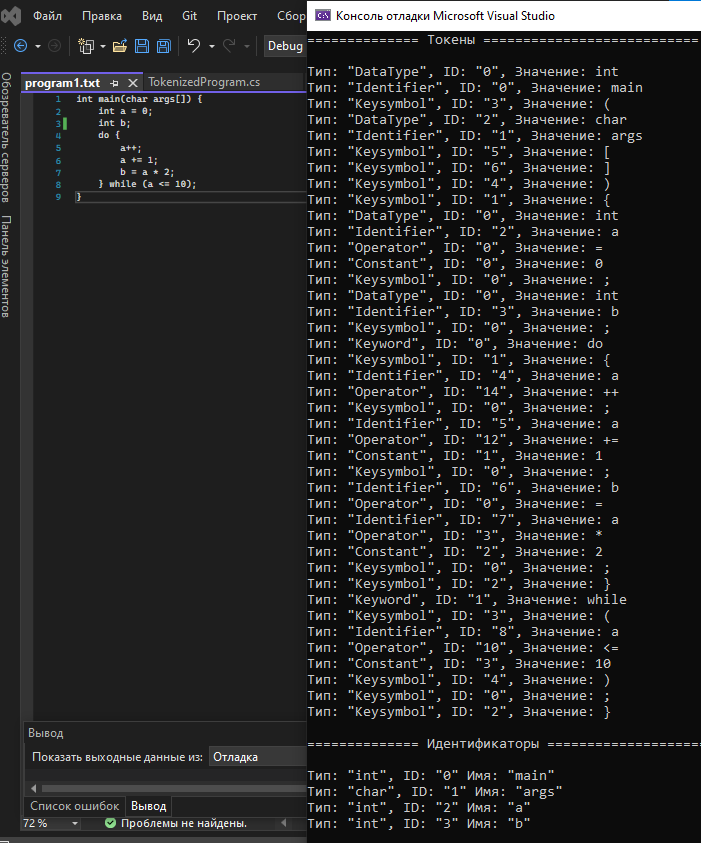 Файл Правка Вид Git Проект Сбор
Debug
Обозреватель серверов
Панель элементов
program1.txt TokenizedProgram.cs
1 int main(char args[]) {
2 int a = 0;
3 int b;
4 do {
5 a++;
6 a += 1;
7 b = a * 2;
8 } while (a <= 10);
9 }
Вывод
Показать выходные данные из: Отладка
Список ошибок Вывод
72 % Проблемы не найдены.
Консоль отладки Microsoft Visual Studio
============== Токены ===========================
Тип: "DataType", ID: "0", Значение: int
Тип: "Identifier", ID: "0", Значение: main
Тип: "Keysymbol", ID: "3", Значение: (
Тип: "DataType", ID: "2", Значение: char
Тип: "Identifier", ID: "1", Значение: args
Тип: "Keysymbol", ID: "5", Значение: [
Тип: "Keysymbol", ID: "6", Значение: ]
Тип: "Keysymbol", ID: "4", Значение: )
Тип: "Keysymbol", ID: "1", Значение: {
Тип: "DataType", ID: "0", Значение: int
Тип: "Identifier", ID: "2", Значение: a
Тип: "Operator", ID: "0", Значение: =
Тип: "Constant", ID: "0", Значение: 0
Тип: "Keysymbol", ID: "0", Значение: ;
Тип: "DataType", ID: "0", Значение: int
Тип: "Identifier", ID: "3", Значение: b
Тип: "Keysymbol", ID: "0", Значение: ;
Тип: "Keyword", ID: "0", Значение: do
Тип: "Keysymbol", ID: "1", Значение: {
Тип: "Identifier", ID: "4", Значение: a
Тип: "Operator", ID: "14", Значение: ++
Тип: "Keysymbol", ID: "0", Значение: ;
Тип: "Identifier", ID: "5", Значение: a
Тип: "Operator", ID: "12", Значение: +=
Тип: "Constant", ID: "1", Значение: 1
Тип: "Keysymbol", ID: "0", Значение: ;
Тип: "Identifier", ID: "6", Значение: b
Тип: "Operator", ID: "0", Значение: =
Тип: "Identifier", ID: "7", Значение: a
Тип: "Operator", ID: "3", Значение: *
Тип: "Constant", ID: "2", Значение: 2
Тип: "Keysymbol", ID: "0", Значение: ;
Тип: "Keysymbol", ID: "2", Значение: }
Тип: "Keyword", ID: "1", Значение: while
Тип: "Keysymbol", ID: "3", Значение: (
Тип: "Identifier", ID: "8", Значение: a
Тип: "Operator", ID: "10", Значение: <=
Тип: "Constant", ID: "3", Значение: 10
Тип: "Keysymbol", ID: "4", Значение: )
Тип: "Keysymbol", ID: "0", Значение: ;
Тип: "Keysymbol", ID: "2", Значение: }
============== Идентификаторы ===================
Тип: "int", ID: "0" Имя: "main"
Тип: "char", ID: "1" Имя: "args"
Тип: "int", ID: "2" Имя: "a"
Тип: "int", ID: "3" Имя: "b"